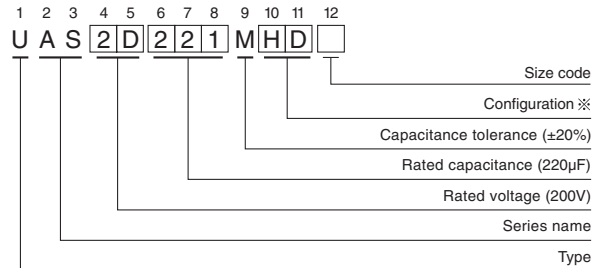 1 2 3 4 5 6 7 8 9 10 11 12
U A S 2 D 2 2 1 M H D
Size code
Configuration ※
Capacitance tolerance (±20%)
Rated capacitance (220µF)
Rated voltage (200V)
Series name
Type